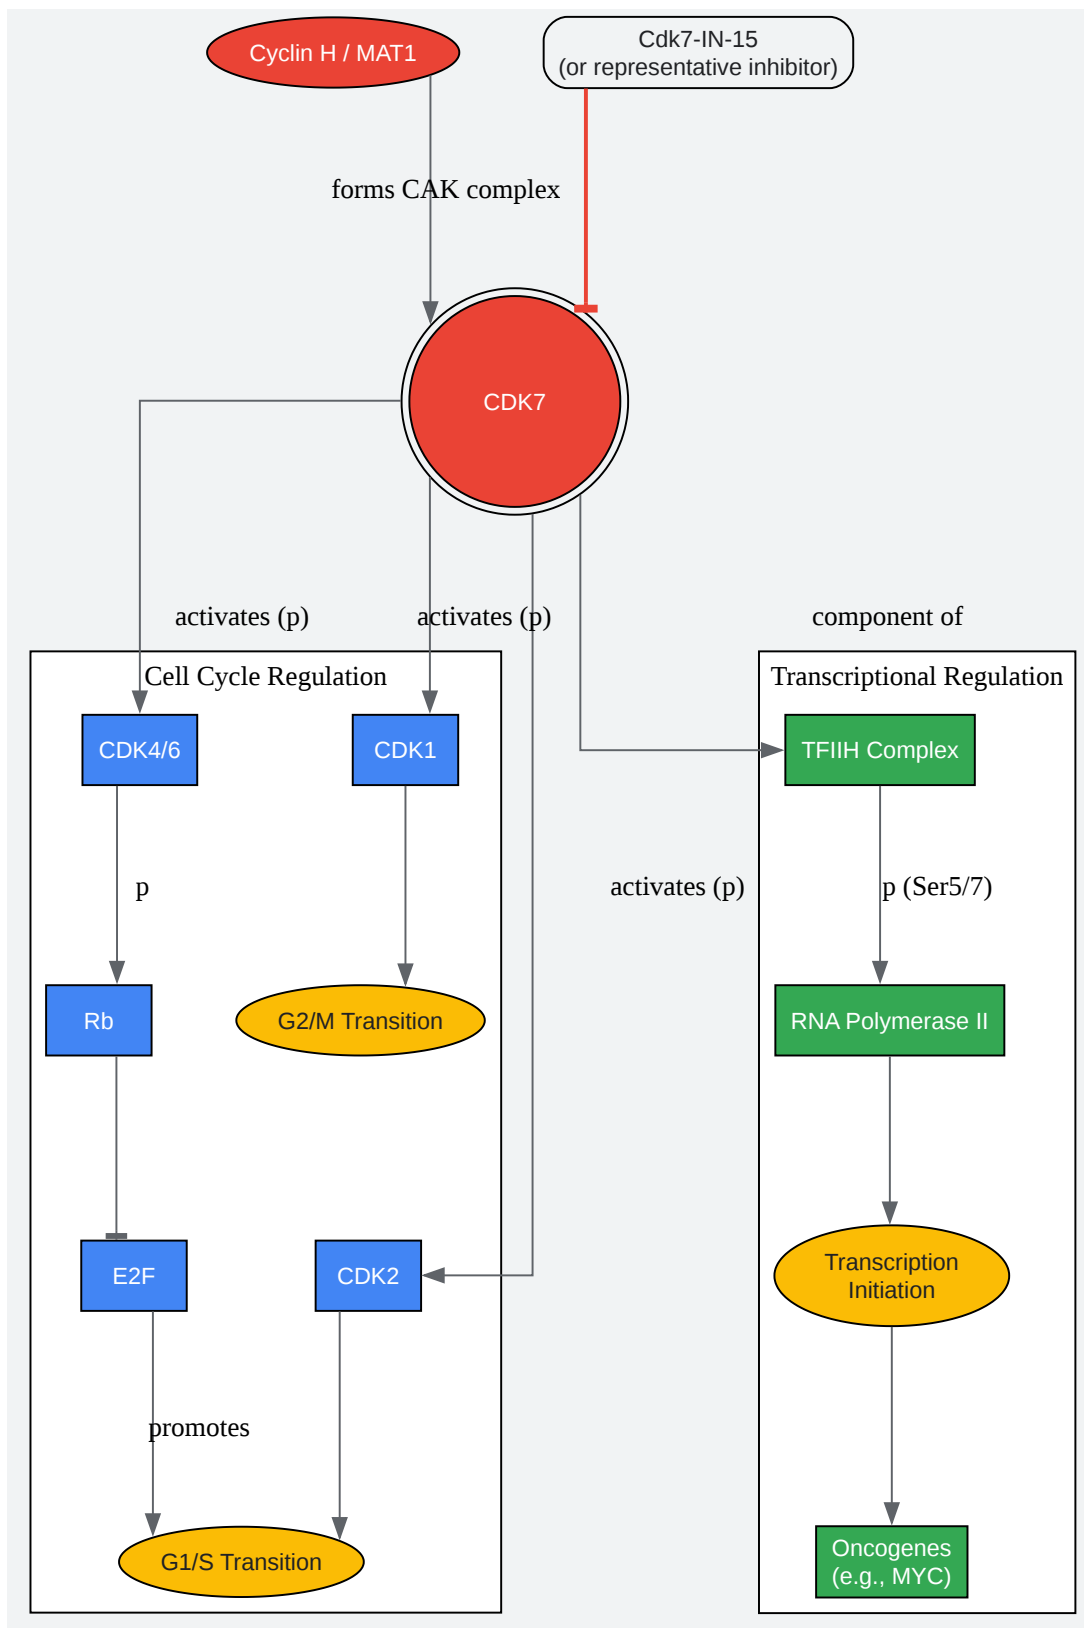 Cyclin H / MAT1
Cdk7-IN-15
(or representative inhibitor)
forms CAK complex
CDK7
activates (p)
activates (p)
component of
Cell Cycle Regulation
Transcriptional Regulation
CDK4/6
CDK1
TFIIH Complex
p
activates (p)
p (Ser5/7)
Rb
G2/M Transition
RNA Polymerase II
E2F
CDK2
Transcription
Initiation
promotes
G1/S Transition
Oncogenes
(e.g., MYC)